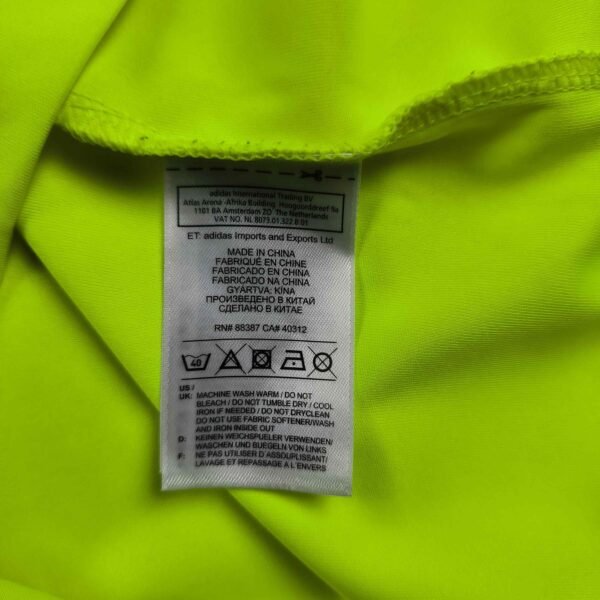 adidas International Trading BV
Atlas Arena -Afrika Building Hoogoorddreef 9a
1101 BA Amsterdam ZO The Netherlands
VAT NO. NL 8073.01.322.B.01
ET: adidas Imports and Exports Ltd
MADE IN CHINA
FABRIQUÉ EN CHINE
FABRICADO EN CHINA
FABRICADO NA CHINA
GYÁRTVA: KÍNA
ПРОИЗВЕДЕНО В КИТАЙ
СДЕЛАНО В КИТАЕ
RN# 88387 CA# 40312
40
US /
UK: MACHINE WASH WARM / DO NOT
BLEACH / DO NOT TUMBLE DRY / COOL
IRON IF NEEDED / DO NOT DRYCLEAN
DO NOT USE FABRIC SOFTENER/WASH
AND IRON INSIDE OUT
D: KEINEN WEICHSPUELER VERWENDEN/
WASCHEN UND BUEGELN VON LINKS
F: NE PAS UTILISER D'ASSOUPLISSANT/
LAVAGE ET REPASSAGE A L'ENVERS